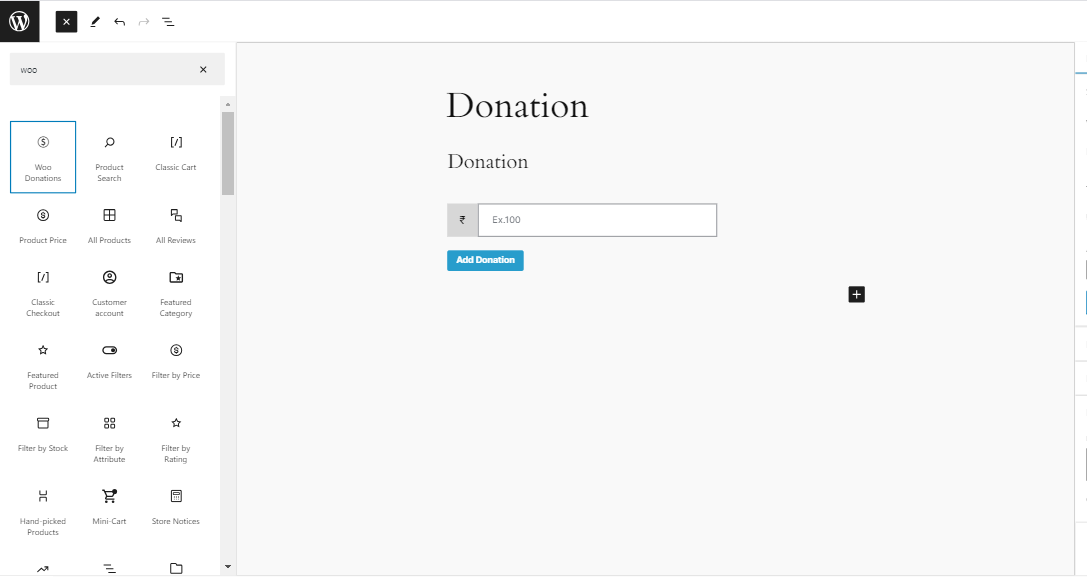 woo
Woo
Donations
Product
Search
Classic Cart
Product Price
All Products
All Reviews
Classic
Checkout
Customer
account
Featured
Category
Featured
Product
Active Filters
Filter by Price
Filter by Stock
Filter by
Attribute
Filter by
Rating
Hand-picked
Products
Mini-Cart
Store Notices
Donation
Donation
₹ Ex.100
Add Donation